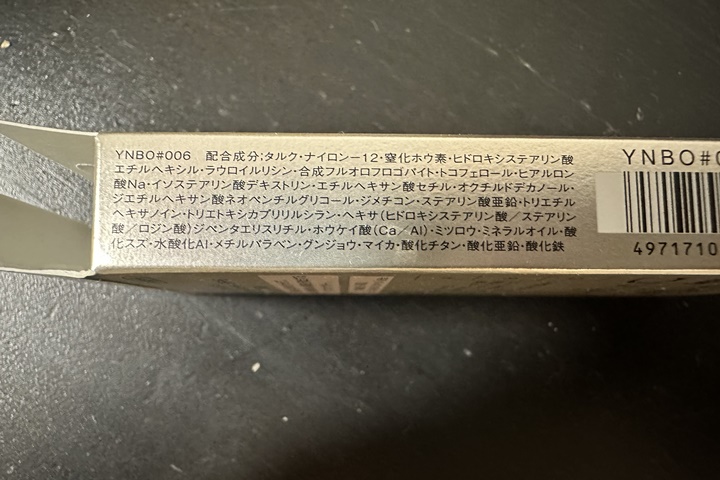 YNBO#006 配合成分:タルク・ナイロン-12・窒化ホウ素・ヒドロキシステアリン酸
エチルヘキシル・ラウロイルリシン・合成フルオロフロゴパイト・トコフェロール・ヒアルロン
酸Na・イソステアリン酸デキストリン・エチルヘキサン酸セチル・オクチルドデカノール・
ジエチルヘキサン酸ネオペンチルグリコール・ジメチコン・ステアリン酸亜鉛・トリエチル
ヘキサノイン・トリエトキシカプリリルシラン・ヘキサ(ヒドロキシステアリン酸/ステアリン
酸/ロジン酸)ジペンタエリスリチル・ホウケイ酸(Ca/Al)・ミツロウ・ミネラルオイル・酸
化スズ・水酸化Al・メチルパラベン・グンジョウ・マイカ・酸化チタン・酸化亜鉛・酸化鉄
YNBO#0
4971710